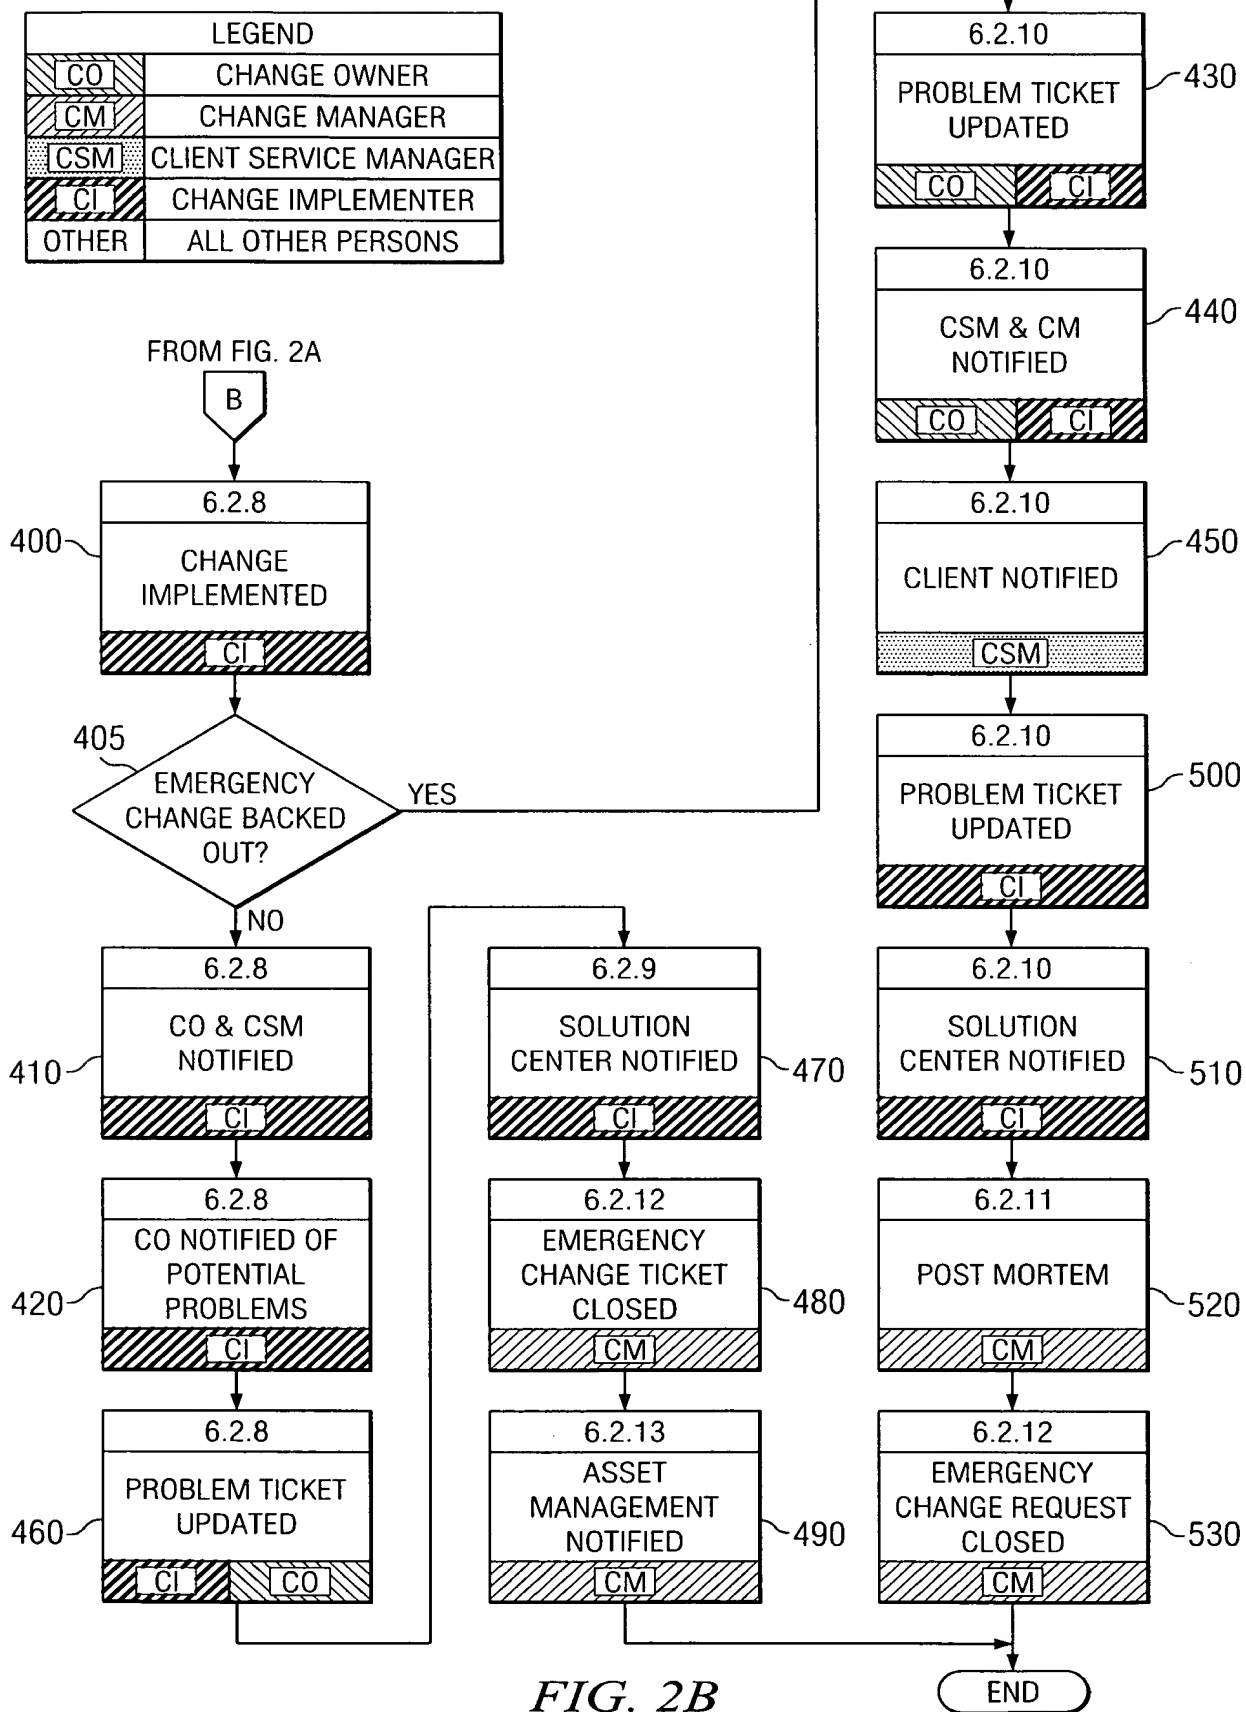 LEGEND
CO CHANGE OWNER
CM CHANGE MANAGER
CSM CLIENT SERVICE MANAGER
CI CHANGE IMPLEMENTER
OTHER ALL OTHER PERSONS
FROM FIG. 2A
B
6.2.8
400
CHANGE
IMPLEMENTED
CI
405
EMERGENCY
CHANGE BACKED
OUT?
YES
NO
6.2.8
CO & CSM
NOTIFIED
410
CI
6.2.8
CO NOTIFIED OF
POTENTIAL
PROBLEMS
420
CI
6.2.8
PROBLEM TICKET
UPDATED
460
CI CO
6.2.9
SOLUTION
CENTER NOTIFIED
470
CI
6.2.12
EMERGENCY
CHANGE TICKET
CLOSED
480
CM
6.2.13
ASSET
MANAGEMENT
NOTIFIED
490
CM
6.2.10
430
PROBLEM TICKET
UPDATED
CO CI
6.2.10
440
CSM & CM
NOTIFIED
CO CI
6.2.10
450
CLIENT NOTIFIED
CSM
6.2.10
500
PROBLEM TICKET
UPDATED
CI
6.2.10
SOLUTION
CENTER NOTIFIED
510
CI
6.2.11
POST MORTEM
520
CM
6.2.12
EMERGENCY
CHANGE REQUEST
CLOSED
530
CM
END
FIG. 2B